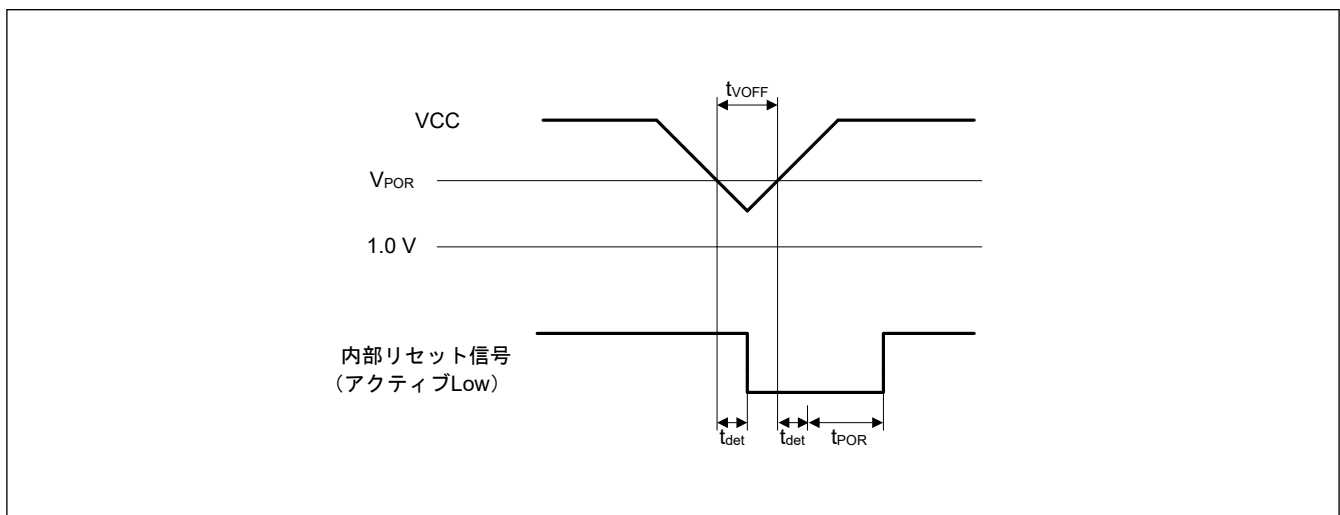 tVOFF
VCC
VPOR
1.0 V
内部リセット信号
（アクティブLow）
tdet
tdet
tPOR